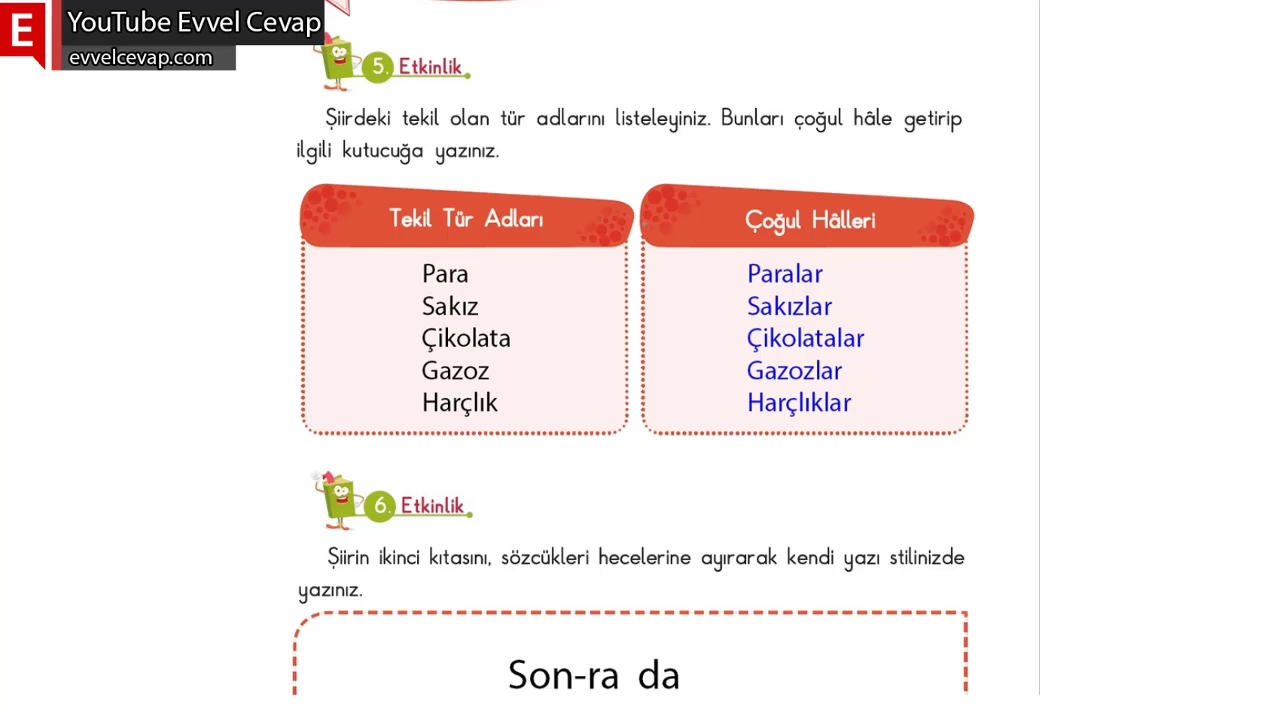 E
YouTube Evvel Cevap
evvelcevap.com
5. Etkinlik
Şiirdeki tekil olan tür adlarını listeleyiniz. Bunları çoğul hâle getirip
ilgili kutucuğa yazınız.
Tekil Tür Adları
Para
Sakız
Çikolata
Gazoz
Harçlık
Çoğul Hâlleri
Paralar
Sakızlar
Çikolatalar
Gazozlar
Harçlıklar
6. Etkinlik
Şiirin ikinci kıtasını, sözcükleri hecelerine ayırarak kendi yazı stilinizde
yazınız.
Son-ra da